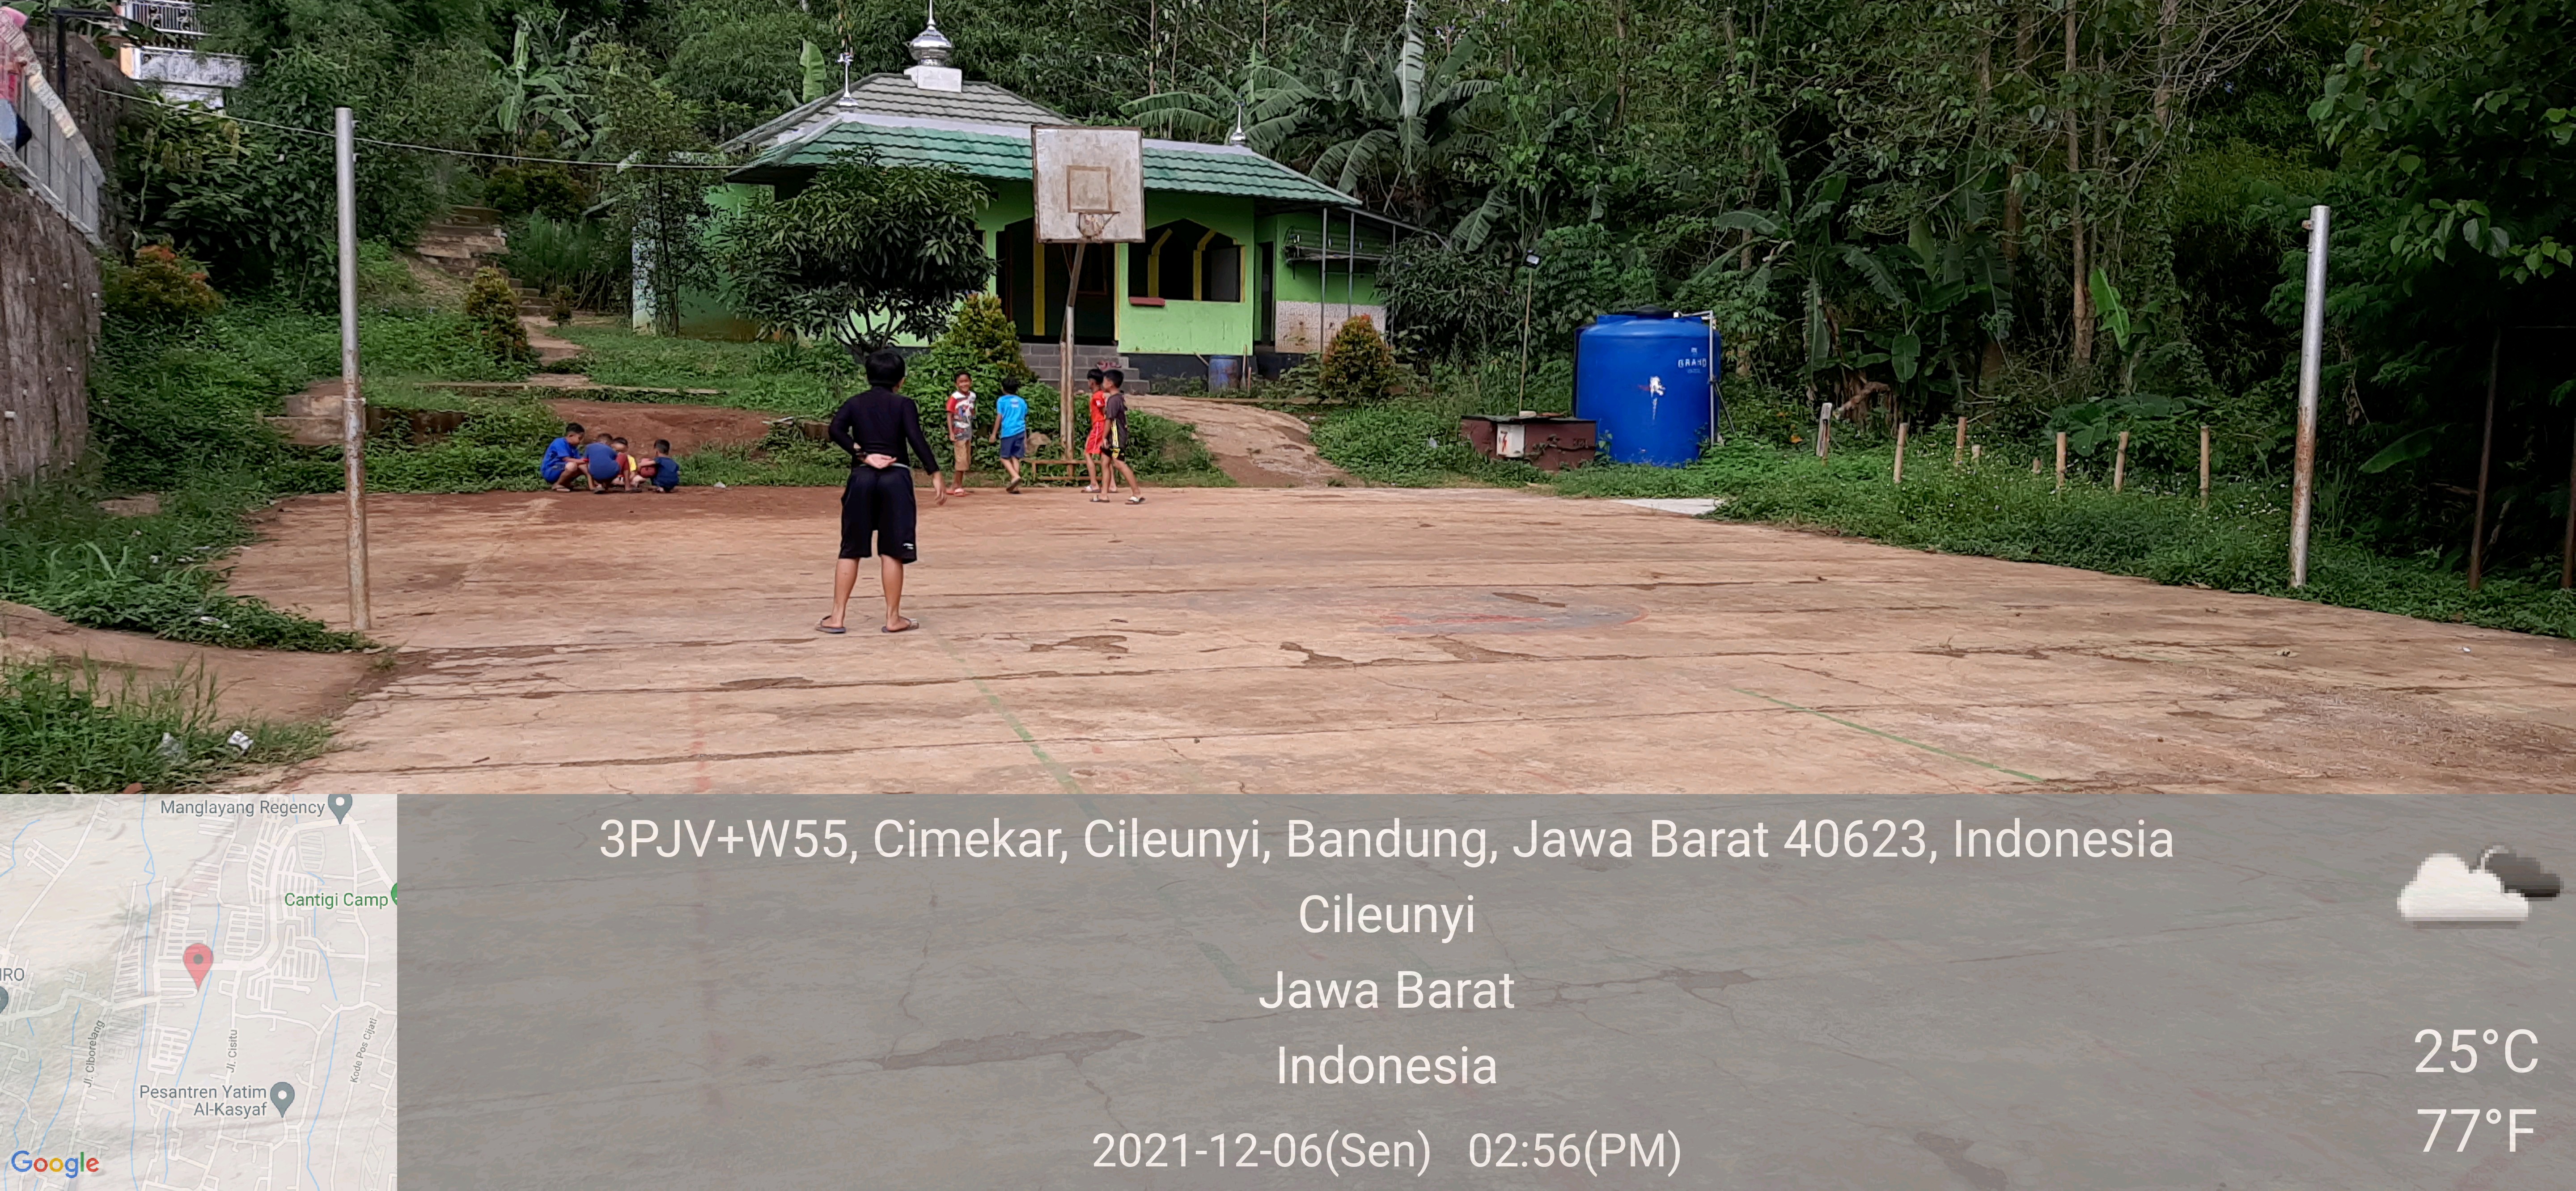 GRAND
Manglayang Regency
Cantigi Camp
IRO
Jl. Ciborelang
Jl. Cisitu
Kode Pos Cijati
Pesantren Yatim
Al-Kasyaf
Google
3PJV+W55, Cimekar, Cileunyi, Bandung, Jawa Barat 40623, Indonesia
Cileunyi
Jawa Barat
Indonesia
2021-12-06(Sen) 02:56(PM)
25°C
77°F